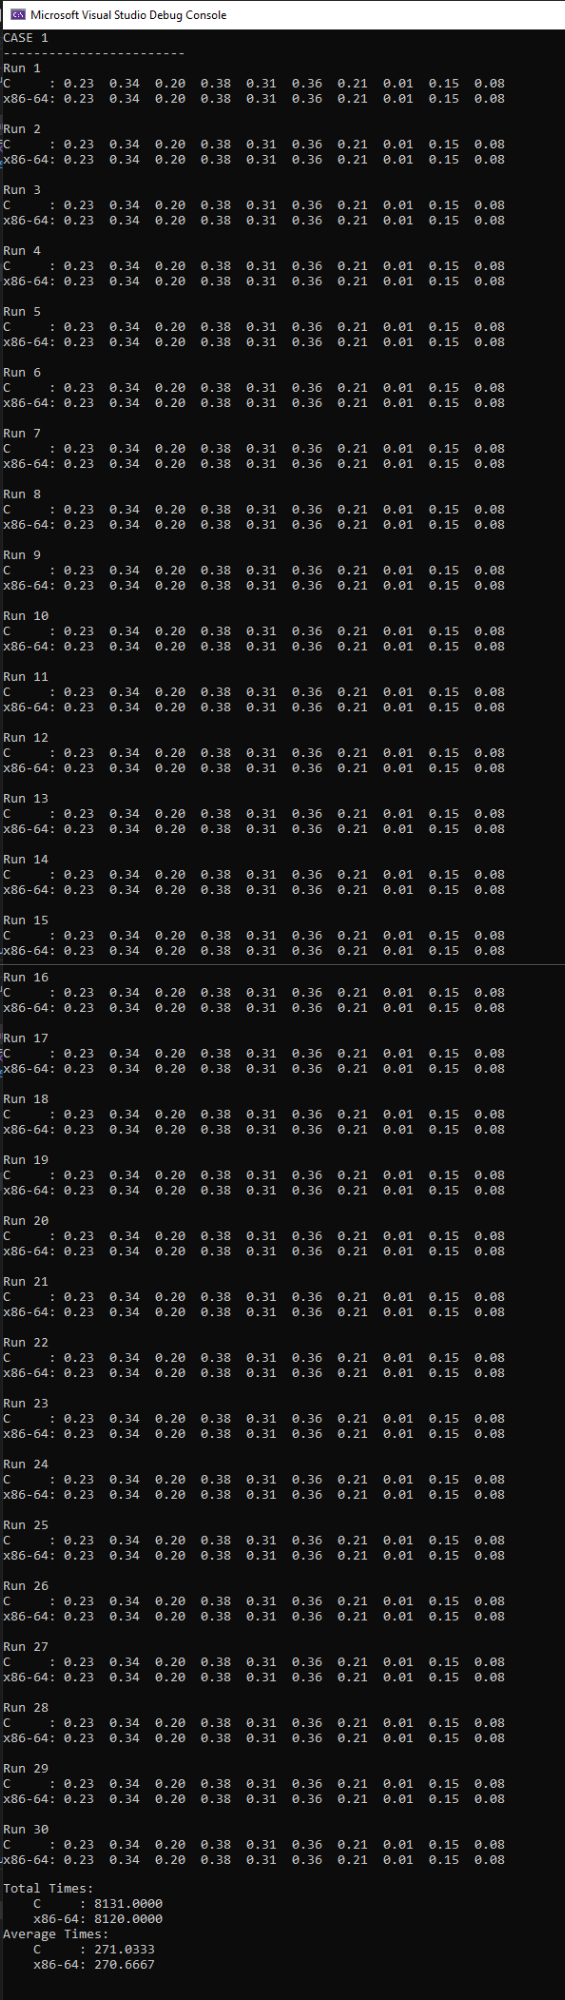 Microsoft Visual Studio Debug Console
CASE 1
------------------------
Run 1
C     : 0.23  0.34  0.20  0.38  0.31  0.36  0.21  0.01  0.15  0.08
x86-64: 0.23  0.34  0.20  0.38  0.31  0.36  0.21  0.01  0.15  0.08
Run 2
C     : 0.23  0.34  0.20  0.38  0.31  0.36  0.21  0.01  0.15  0.08
x86-64: 0.23  0.34  0.20  0.38  0.31  0.36  0.21  0.01  0.15  0.08
Run 3
C     : 0.23  0.34  0.20  0.38  0.31  0.36  0.21  0.01  0.15  0.08
x86-64: 0.23  0.34  0.20  0.38  0.31  0.36  0.21  0.01  0.15  0.08
Run 4
C     : 0.23  0.34  0.20  0.38  0.31  0.36  0.21  0.01  0.15  0.08
x86-64: 0.23  0.34  0.20  0.38  0.31  0.36  0.21  0.01  0.15  0.08
Run 5
C     : 0.23  0.34  0.20  0.38  0.31  0.36  0.21  0.01  0.15  0.08
x86-64: 0.23  0.34  0.20  0.38  0.31  0.36  0.21  0.01  0.15  0.08
Run 6
C     : 0.23  0.34  0.20  0.38  0.31  0.36  0.21  0.01  0.15  0.08
x86-64: 0.23  0.34  0.20  0.38  0.31  0.36  0.21  0.01  0.15  0.08
Run 7
C     : 0.23  0.34  0.20  0.38  0.31  0.36  0.21  0.01  0.15  0.08
x86-64: 0.23  0.34  0.20  0.38  0.31  0.36  0.21  0.01  0.15  0.08
Run 8
C     : 0.23  0.34  0.20  0.38  0.31  0.36  0.21  0.01  0.15  0.08
x86-64: 0.23  0.34  0.20  0.38  0.31  0.36  0.21  0.01  0.15  0.08
Run 9
C     : 0.23  0.34  0.20  0.38  0.31  0.36  0.21  0.01  0.15  0.08
x86-64: 0.23  0.34  0.20  0.38  0.31  0.36  0.21  0.01  0.15  0.08
Run 10
C     : 0.23  0.34  0.20  0.38  0.31  0.36  0.21  0.01  0.15  0.08
x86-64: 0.23  0.34  0.20  0.38  0.31  0.36  0.21  0.01  0.15  0.08
Run 11
C     : 0.23  0.34  0.20  0.38  0.31  0.36  0.21  0.01  0.15  0.08
x86-64: 0.23  0.34  0.20  0.38  0.31  0.36  0.21  0.01  0.15  0.08
Run 12
C     : 0.23  0.34  0.20  0.38  0.31  0.36  0.21  0.01  0.15  0.08
x86-64: 0.23  0.34  0.20  0.38  0.31  0.36  0.21  0.01  0.15  0.08
Run 13
C     : 0.23  0.34  0.20  0.38  0.31  0.36  0.21  0.01  0.15  0.08
x86-64: 0.23  0.34  0.20  0.38  0.31  0.36  0.21  0.01  0.15  0.08
Run 14
C     : 0.23  0.34  0.20  0.38  0.31  0.36  0.21  0.01  0.15  0.08
x86-64: 0.23  0.34  0.20  0.38  0.31  0.36  0.21  0.01  0.15  0.08
Run 15
C     : 0.23  0.34  0.20  0.38  0.31  0.36  0.21  0.01  0.15  0.08
x86-64: 0.23  0.34  0.20  0.38  0.31  0.36  0.21  0.01  0.15  0.08
Run 16
C     : 0.23  0.34  0.20  0.38  0.31  0.36  0.21  0.01  0.15  0.08
x86-64: 0.23  0.34  0.20  0.38  0.31  0.36  0.21  0.01  0.15  0.08
Run 17
C     : 0.23  0.34  0.20  0.38  0.31  0.36  0.21  0.01  0.15  0.08
x86-64: 0.23  0.34  0.20  0.38  0.31  0.36  0.21  0.01  0.15  0.08
Run 18
C     : 0.23  0.34  0.20  0.38  0.31  0.36  0.21  0.01  0.15  0.08
x86-64: 0.23  0.34  0.20  0.38  0.31  0.36  0.21  0.01  0.15  0.08
Run 19
C     : 0.23  0.34  0.20  0.38  0.31  0.36  0.21  0.01  0.15  0.08
x86-64: 0.23  0.34  0.20  0.38  0.31  0.36  0.21  0.01  0.15  0.08
Run 20
C     : 0.23  0.34  0.20  0.38  0.31  0.36  0.21  0.01  0.15  0.08
x86-64: 0.23  0.34  0.20  0.38  0.31  0.36  0.21  0.01  0.15  0.08
Run 21
C     : 0.23  0.34  0.20  0.38  0.31  0.36  0.21  0.01  0.15  0.08
x86-64: 0.23  0.34  0.20  0.38  0.31  0.36  0.21  0.01  0.15  0.08
Run 22
C     : 0.23  0.34  0.20  0.38  0.31  0.36  0.21  0.01  0.15  0.08
x86-64: 0.23  0.34  0.20  0.38  0.31  0.36  0.21  0.01  0.15  0.08
Run 23
C     : 0.23  0.34  0.20  0.38  0.31  0.36  0.21  0.01  0.15  0.08
x86-64: 0.23  0.34  0.20  0.38  0.31  0.36  0.21  0.01  0.15  0.08
Run 24
C     : 0.23  0.34  0.20  0.38  0.31  0.36  0.21  0.01  0.15  0.08
x86-64: 0.23  0.34  0.20  0.38  0.31  0.36  0.21  0.01  0.15  0.08
Run 25
C     : 0.23  0.34  0.20  0.38  0.31  0.36  0.21  0.01  0.15  0.08
x86-64: 0.23  0.34  0.20  0.38  0.31  0.36  0.21  0.01  0.15  0.08
Run 26
C     : 0.23  0.34  0.20  0.38  0.31  0.36  0.21  0.01  0.15  0.08
x86-64: 0.23  0.34  0.20  0.38  0.31  0.36  0.21  0.01  0.15  0.08
Run 27
C     : 0.23  0.34  0.20  0.38  0.31  0.36  0.21  0.01  0.15  0.08
x86-64: 0.23  0.34  0.20  0.38  0.31  0.36  0.21  0.01  0.15  0.08
Run 28
C     : 0.23  0.34  0.20  0.38  0.31  0.36  0.21  0.01  0.15  0.08
x86-64: 0.23  0.34  0.20  0.38  0.31  0.36  0.21  0.01  0.15  0.08
Run 29
C     : 0.23  0.34  0.20  0.38  0.31  0.36  0.21  0.01  0.15  0.08
x86-64: 0.23  0.34  0.20  0.38  0.31  0.36  0.21  0.01  0.15  0.08
Run 30
C     : 0.23  0.34  0.20  0.38  0.31  0.36  0.21  0.01  0.15  0.08
x86-64: 0.23  0.34  0.20  0.38  0.31  0.36  0.21  0.01  0.15  0.08
Total Times:
    C     : 8131.0000
    x86-64: 8120.0000
Average Times:
    C     : 271.0333
    x86-64: 270.6667